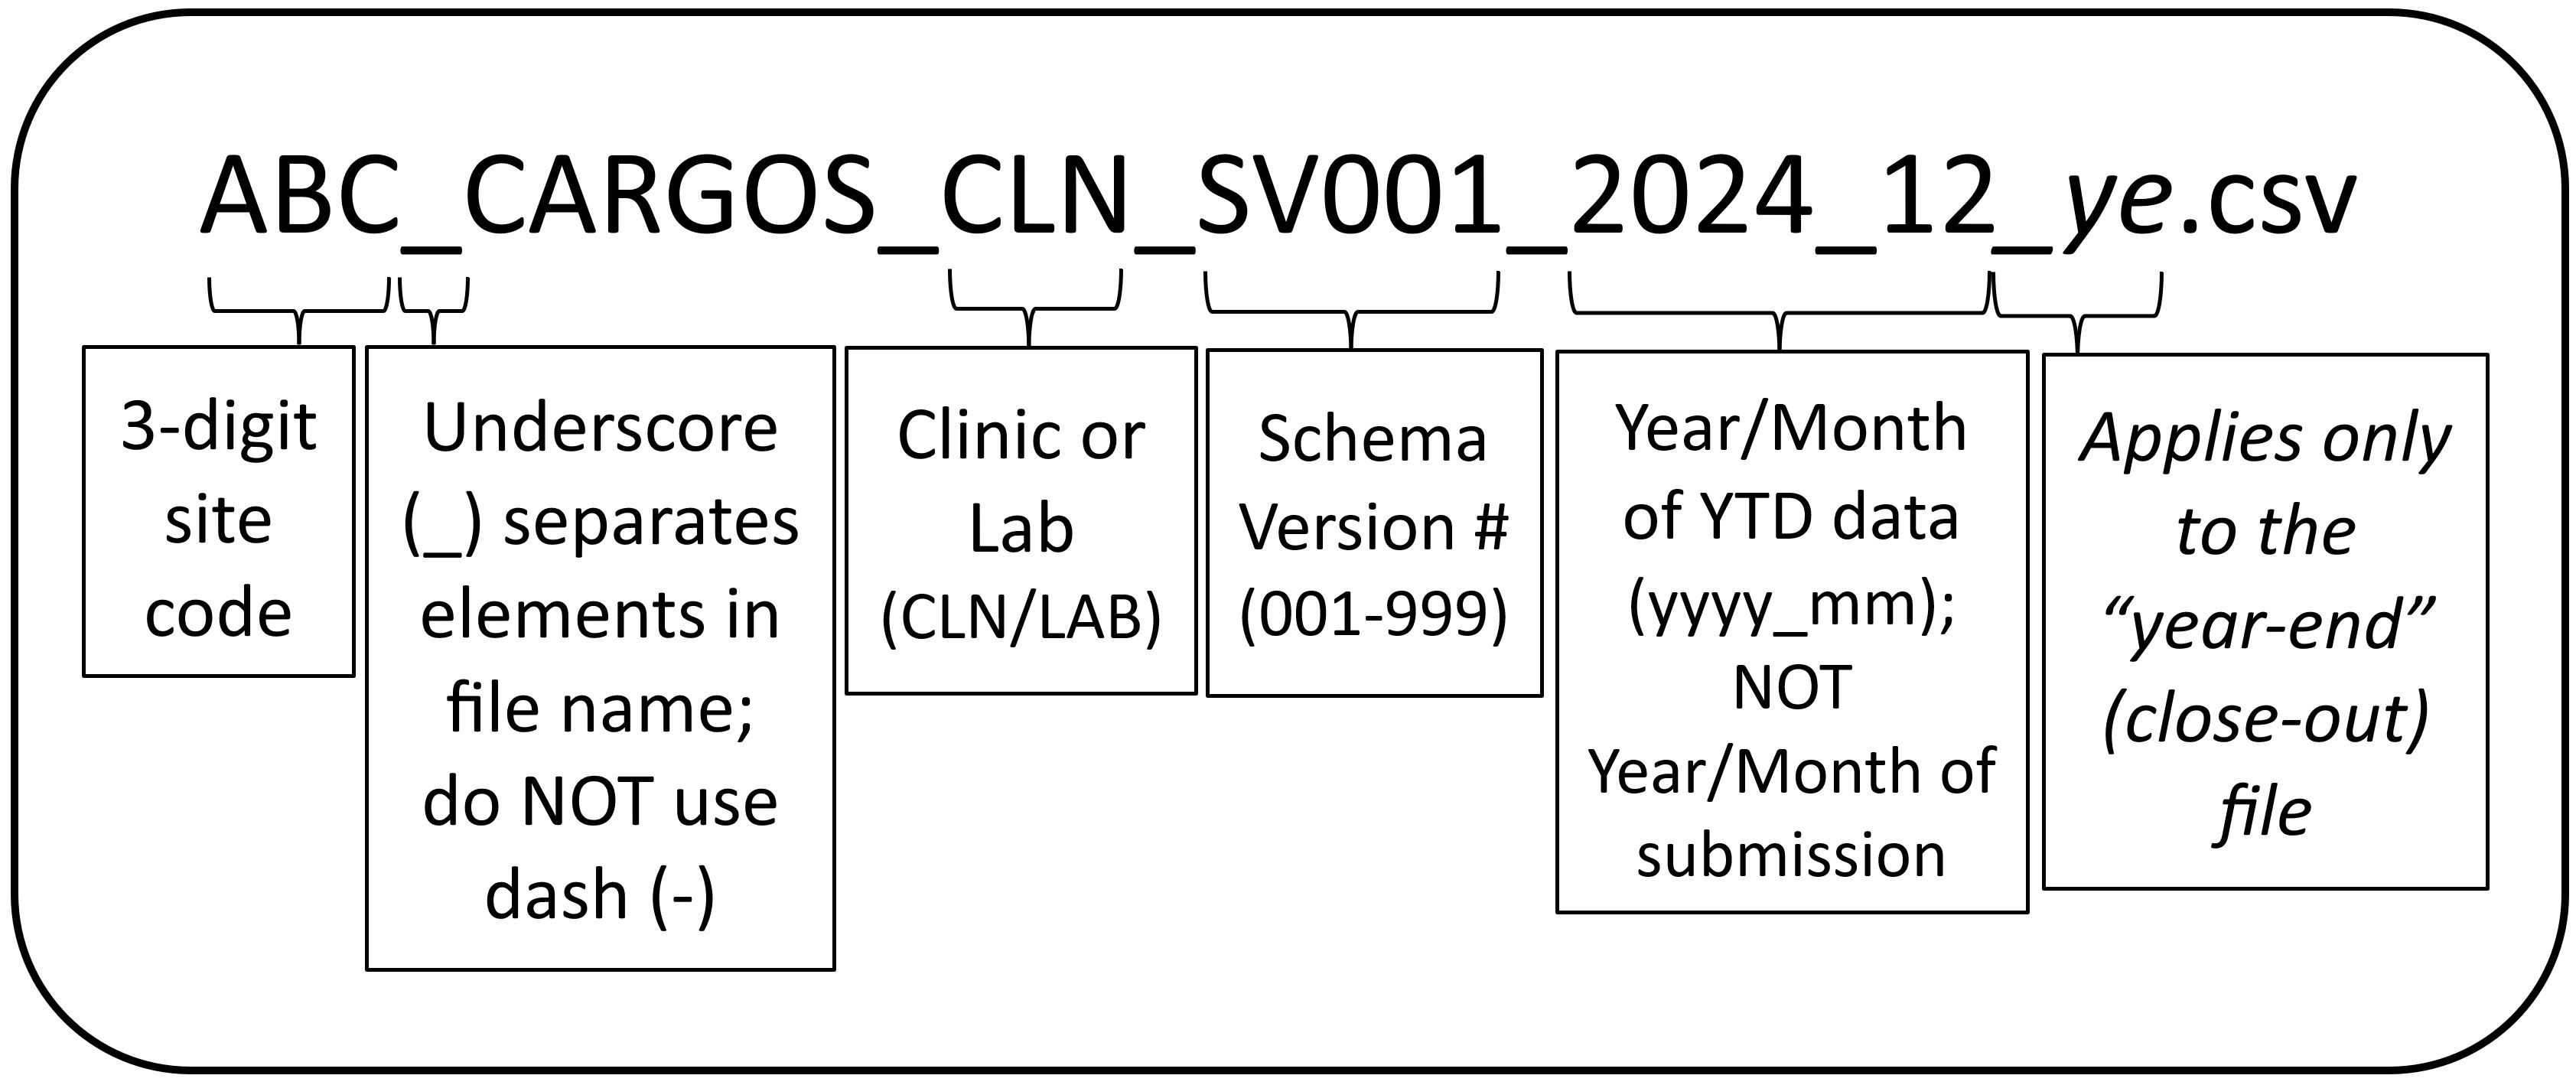 ABC_CARGOS_CLN_SV001_2024_12_ye.csv
3-digit
site
code
Underscore
(_) separates
elements in
file name;
do NOT use
dash (-)
Clinic or
Lab
(CLN/LAB)
Schema
Version #
(001-999)
Year/Month
of YTD data
(yyyy_mm);
NOT
Year/Month of
submission
Applies only
to the
“year-end”
(close-out)
file